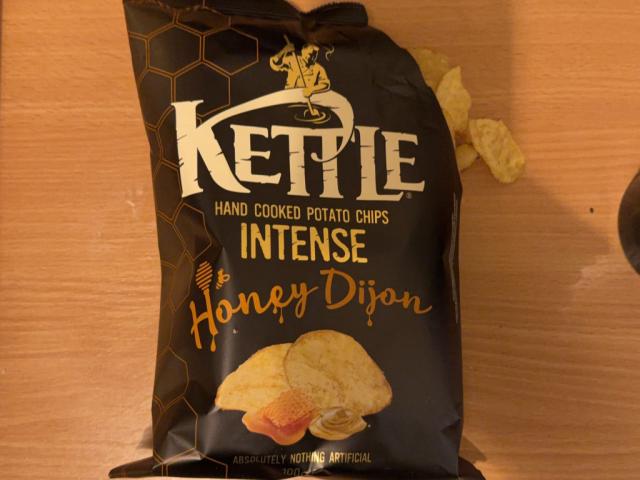 KETTLE
HAND COOKED POTATO CHIPS
INTENSE
Honey Dijon
ABSOLUTELY NOTHING ARTIFICIAL